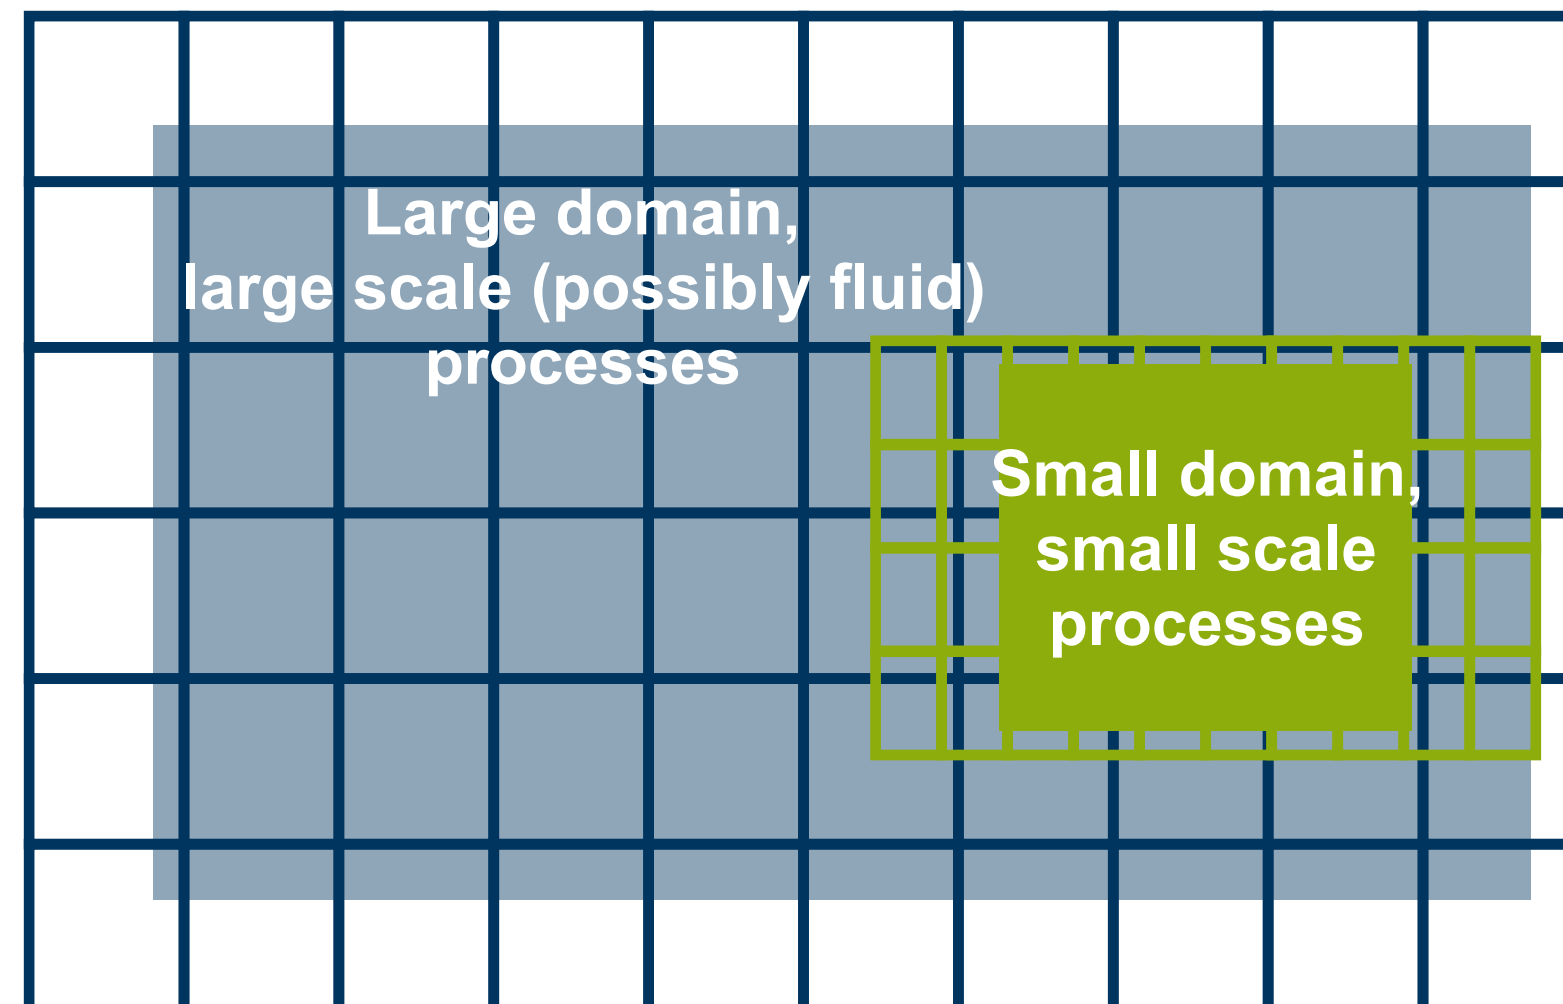 Large domain,
large scale (possibly fluid)
processes
Small domain,
small scale
processes